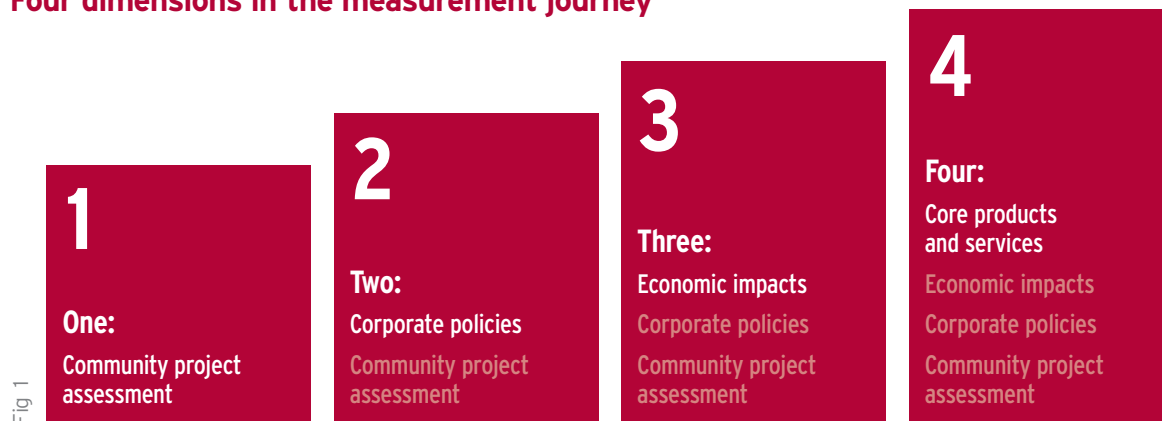 Four dimensions in the measurement journey
1
One:
Community project
assessment
2
Two:
Corporate policies
Community project
assessment
3
Three:
Economic impacts
Corporate policies
Community project
assessment
4
Four:
Core products
and services
Economic impacts
Corporate policies
Community project
assessment
Fig 1